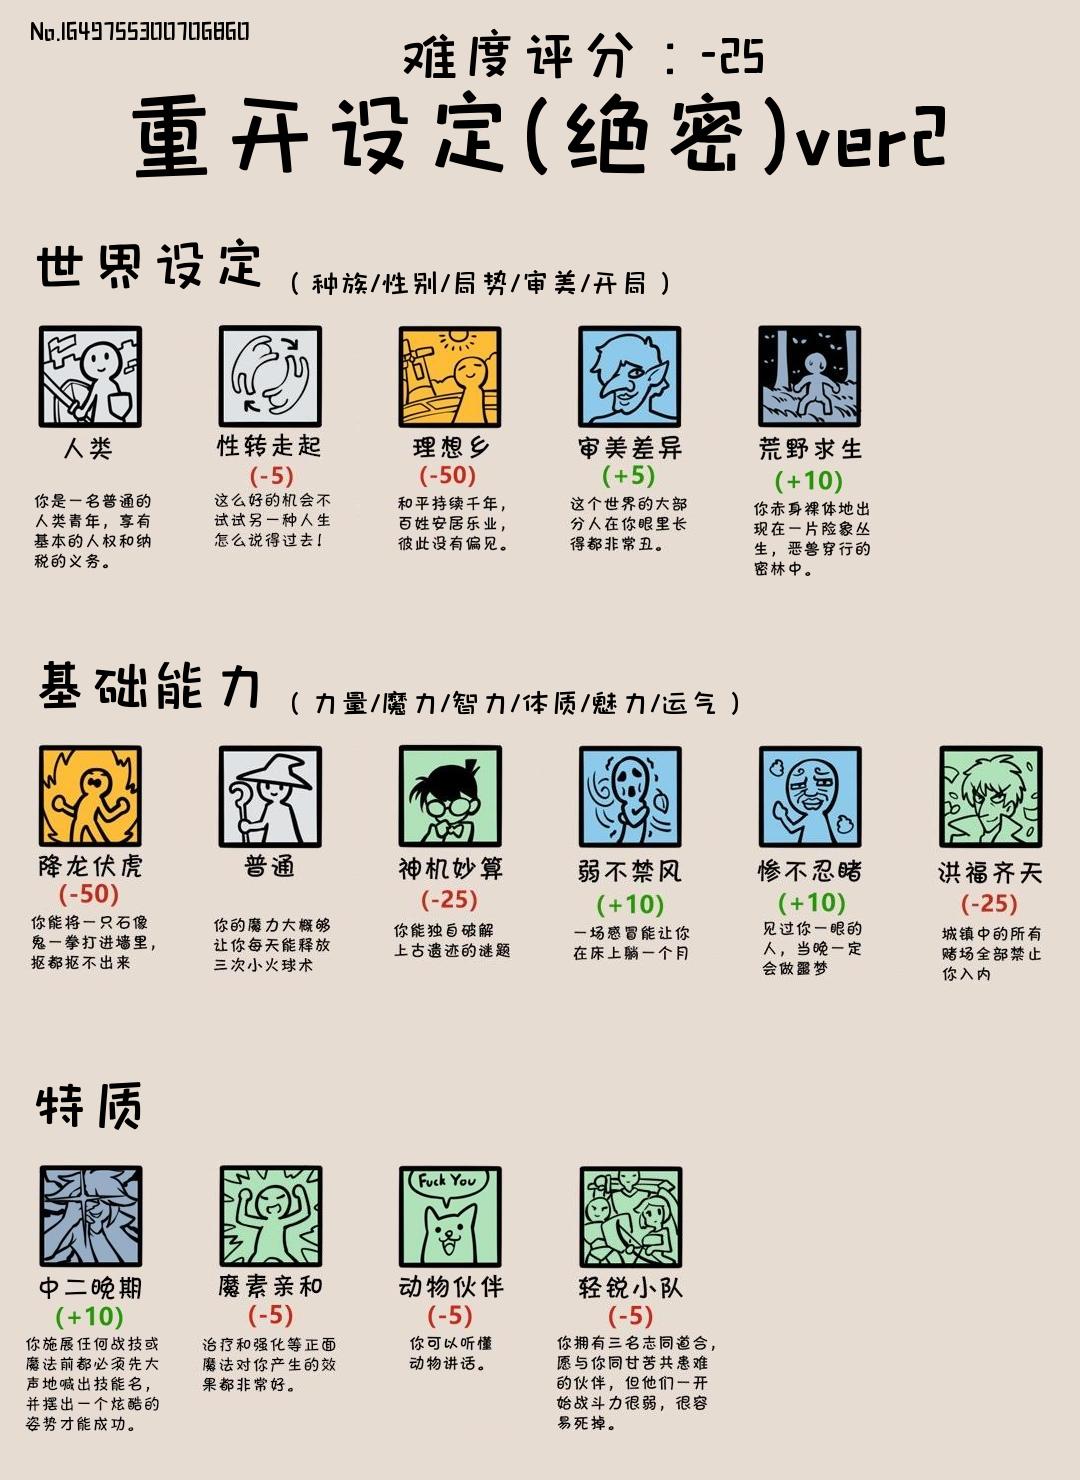 No.1649755300706860
难度评分：-25
重开设定(绝密)ver2
世界设定（种族/性别/局势/审美/开局）
人类
你是一名普通的
人类青年，享有
基本的人权和纳
税的义务。
性转走起
(-5)
这么好的机会不
试试另一种人生
怎么说得过去！
理想乡
(-50)
和平持续千年，
百姓安居乐业，
彼此没有偏见。
审美差异
(+5)
这个世界的大部
分人在你眼里长
得都非常丑。
荒野求生
(+10)
你赤身裸体地出
现在一片险象丛
生，恶兽穿行的
密林中。
基础能力（力量/魔力/智力/体质/魅力/运气）
降龙伏虎
(-50)
你能将一只石像
鬼一拳打进墙里，
抠都抠不出来
普通
你的魔力大概够
让你每天能释放
三次小火球术
神机妙算
(-25)
你能独自破解
上古遗迹的谜题
弱不禁风
(+10)
一场感冒能让你
在床上躺一个月
惨不忍睹
(+10)
见过你一眼的
人，当晚一定
会做噩梦
洪福齐天
(-25)
城镇中的所有
赌场全部禁止
你入内
特质
中二晚期
(+10)
你施展任何战技或
魔法前都必须先大
声地喊出技能名，
并摆出一个炫酷的
姿势才能成功。
魔素亲和
(-5)
治疗和强化等正面
魔法对你产生的效
果都非常好。
Fuck You
动物伙伴
(-5)
你可以听懂
动物讲话。
轻锐小队
(-5)
你拥有三名志同道合，
愿与你同甘苦共患难
的伙伴，但他们一开
始战斗力很弱，很容
易死掉。